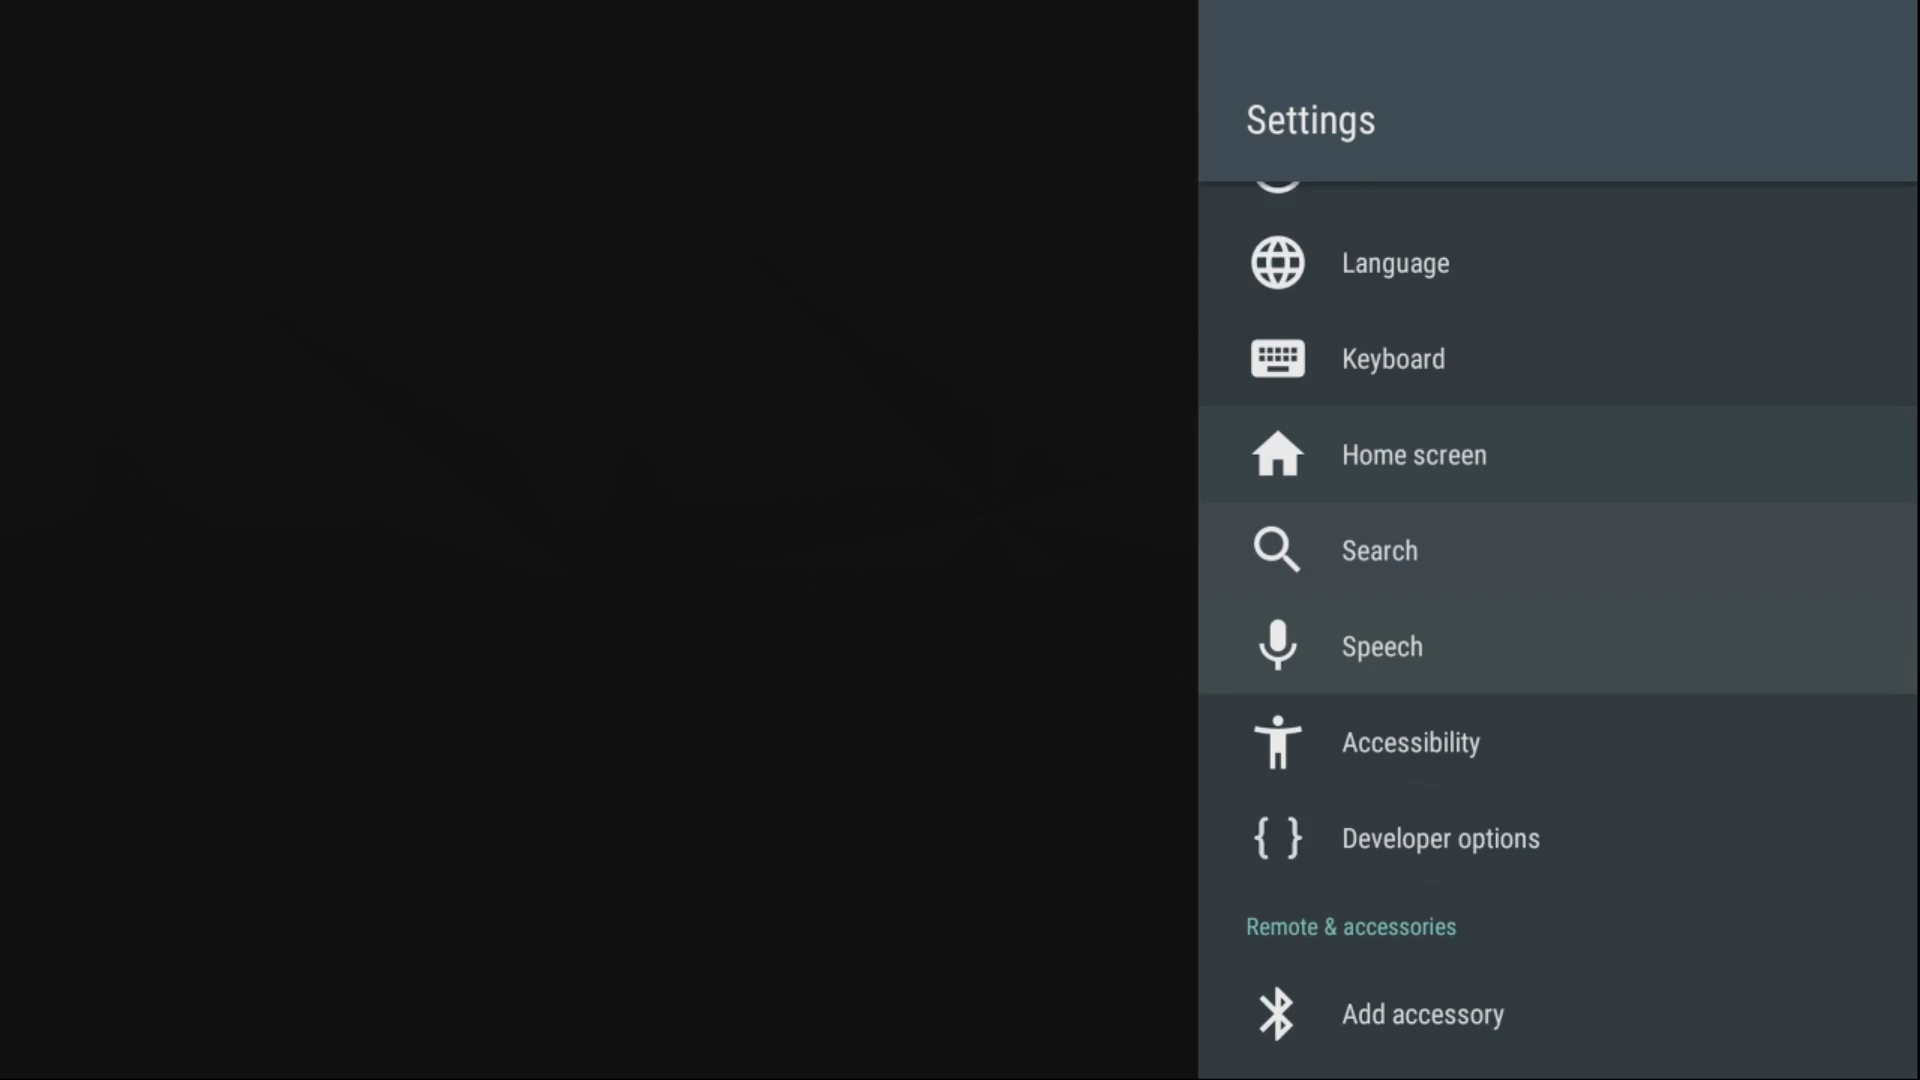 Settings
Language
Keyboard
Home screen
Search
Speech
Accessibility
Developer options
Remote & accessories
Add accessory